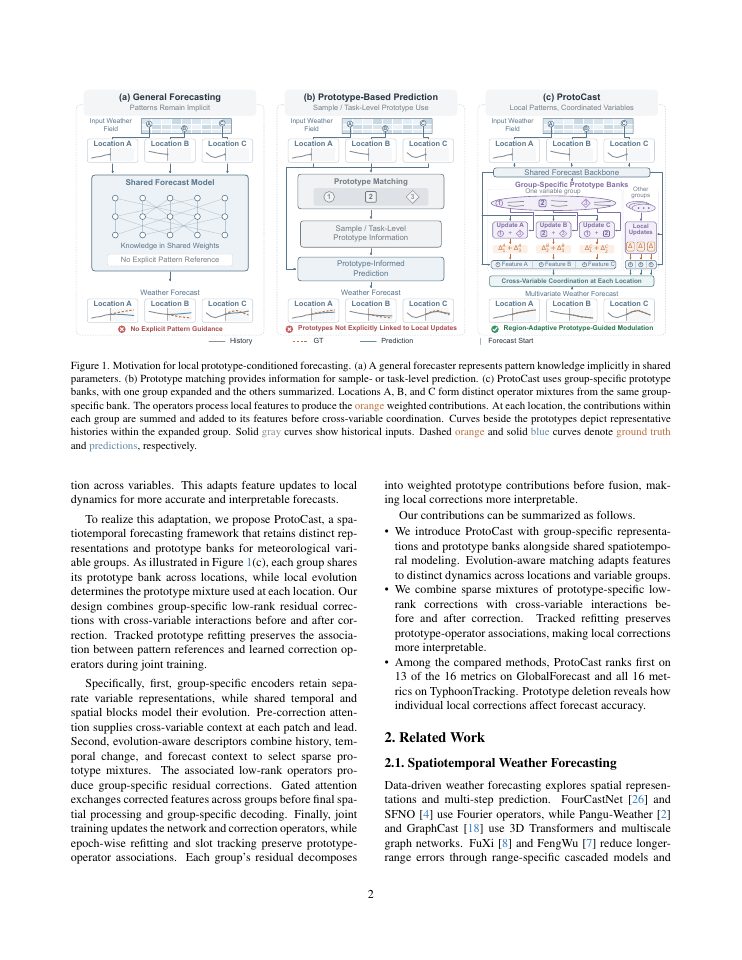 (a) General Forecasting
Patterns Remain Implicit
Input Weather
Field
A
B
C
Location A
Location B
Location C
Shared Forecast Model
Knowledge in Shared Weights
No Explicit Pattern Reference
Weather Forecast
Location A
Location B
Location C
No Explicit Pattern Guidance
(b) Prototype-Based Prediction
Sample / Task-Level Prototype Use
Input Weather
Field
A
B
C
Location A
Location B
Location C
Prototype Matching
1
2
3
Sample / Task-Level
Prototype Information
Prototype-Informed
Prediction
Weather Forecast
Location A
Location B
Location C
Prototypes Not Explicitly Linked to Local Updates
(c) ProtoCast
Local Patterns, Coordinated Variables
Input Weather
Field
A
B
C
Location A
Location B
Location C
Shared Forecast Backbone
Group-Specific Prototype Banks
One variable group
Other
groups
1
2
3
Update A
Update B
Update C
Local
Updates
Feature A
Feature B
Feature C
Cross-Variable Coordination at Each Location
Multivariate Weather Forecast
Location A
Location B
Location C
Region-Adaptive Prototype-Guided Modulation
History
GT
Prediction
Forecast Start
Figure 1. Motivation for local prototype-conditioned forecasting. (a) A general forecaster represents pattern knowledge implicitly in shared
parameters. (b) Prototype matching provides information for sample- or task-level prediction. (c) ProtoCast uses group-specific prototype
banks, with one group expanded and the others summarized. Locations A, B, and C form distinct operator mixtures from the same group-
specific bank. The operators process local features to produce the orange weighted contributions. At each location, the contributions within
each group are summed and added to its features before cross-variable coordination. Curves beside the prototypes depict representative
histories within the expanded group. Solid gray curves show historical inputs. Dashed orange and solid blue curves denote ground truth
and predictions, respectively.
tion across variables. This adapts feature updates to local
dynamics for more accurate and interpretable forecasts.
To realize this adaptation, we propose ProtoCast, a spa-
tiotemporal forecasting framework that retains distinct rep-
resentations and prototype banks for meteorological vari-
able groups. As illustrated in Figure 1(c), each group shares
its prototype bank across locations, while local evolution
determines the prototype mixture used at each location. Our
design combines group-specific low-rank residual correc-
tions with cross-variable interactions before and after cor-
rection. Tracked prototype refitting preserves the associa-
tion between pattern references and learned correction op-
erators during joint training.
Specifically, first, group-specific encoders retain sepa-
rate variable representations, while shared temporal and
spatial blocks model their evolution. Pre-correction atten-
tion supplies cross-variable context at each patch and lead.
Second, evolution-aware descriptors combine history, tem-
poral change, and forecast context to select sparse pro-
totype mixtures. The associated low-rank operators pro-
duce group-specific residual corrections. Gated attention
exchanges corrected features across groups before final spa-
tial processing and group-specific decoding. Finally, joint
training updates the network and correction operators, while
epoch-wise refitting and slot tracking preserve prototype-
operator associations. Each group's residual decomposes
into weighted prototype contributions before fusion, mak-
ing local corrections more interpretable.
Our contributions can be summarized as follows.
• We introduce ProtoCast with group-specific representa-
tions and prototype banks alongside shared spatiotempo-
ral modeling. Evolution-aware matching adapts features
to distinct dynamics across locations and variable groups.
• We combine sparse mixtures of prototype-specific low-
rank corrections with cross-variable interactions be-
fore and after correction. Tracked refitting preserves
prototype-operator associations, making local corrections
more interpretable.
• Among the compared methods, ProtoCast ranks first on
13 of the 16 metrics on GlobalForecast and all 16 met-
rics on TyphoonTracking. Prototype deletion reveals how
individual local corrections affect forecast accuracy.
2. Related Work
2.1. Spatiotemporal Weather Forecasting
Data-driven weather forecasting explores spatial represen-
tations and multi-step prediction. FourCastNet [26] and
SFNO [4] use Fourier operators, while Pangu-Weather [2]
and GraphCast [18] use 3D Transformers and multiscale
graph networks. FuXi [8] and FengWu [7] reduce longer-
range errors through range-specific cascaded models and
2